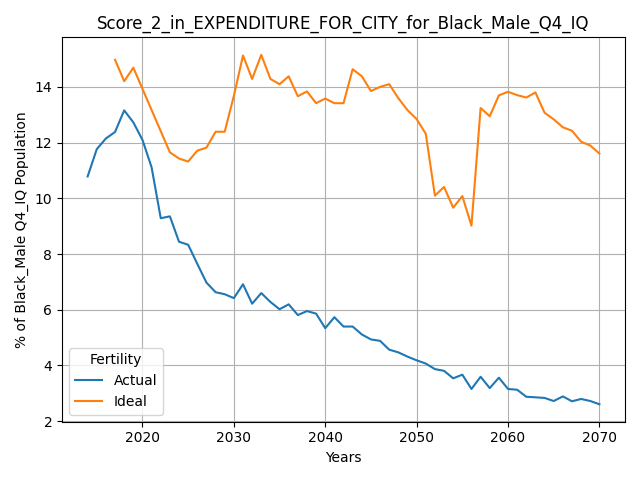 Score_2_in_EXPENDITURE_FOR_CITY_for_Black_Male_Q4_IQ
% of Black_Male Q4_IQ Population
14
12
10
8
6
4
2
Fertility
Actual
Ideal
2020 2030 2040 2050 2060 2070
Years